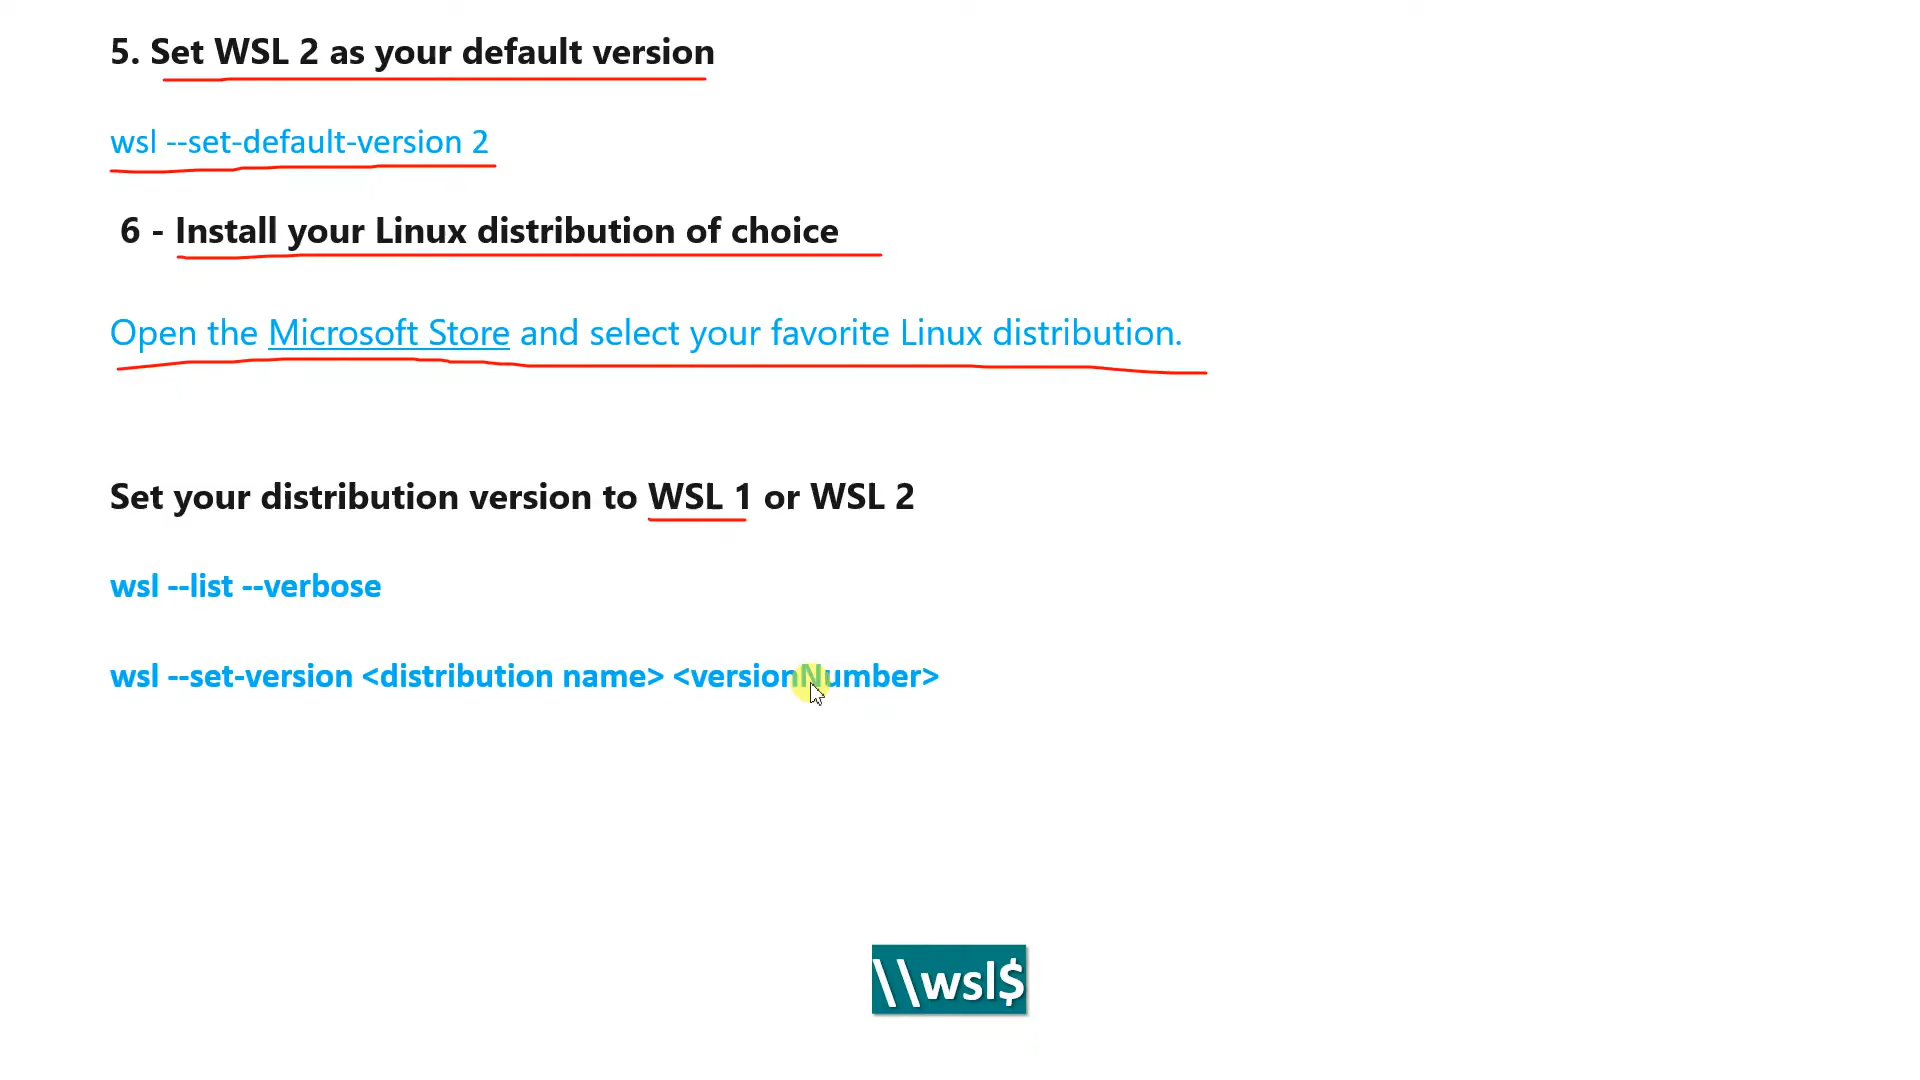 5. Set WSL 2 as your default version
wsl --set-default-version 2
6 - Install your Linux distribution of choice
Open the Microsoft Store and select your favorite Linux distribution.
Set your distribution version to WSL 1 or WSL 2
wsl --list --verbose
wsl --set-version <distribution name> <versionNumber>
\\wsl$